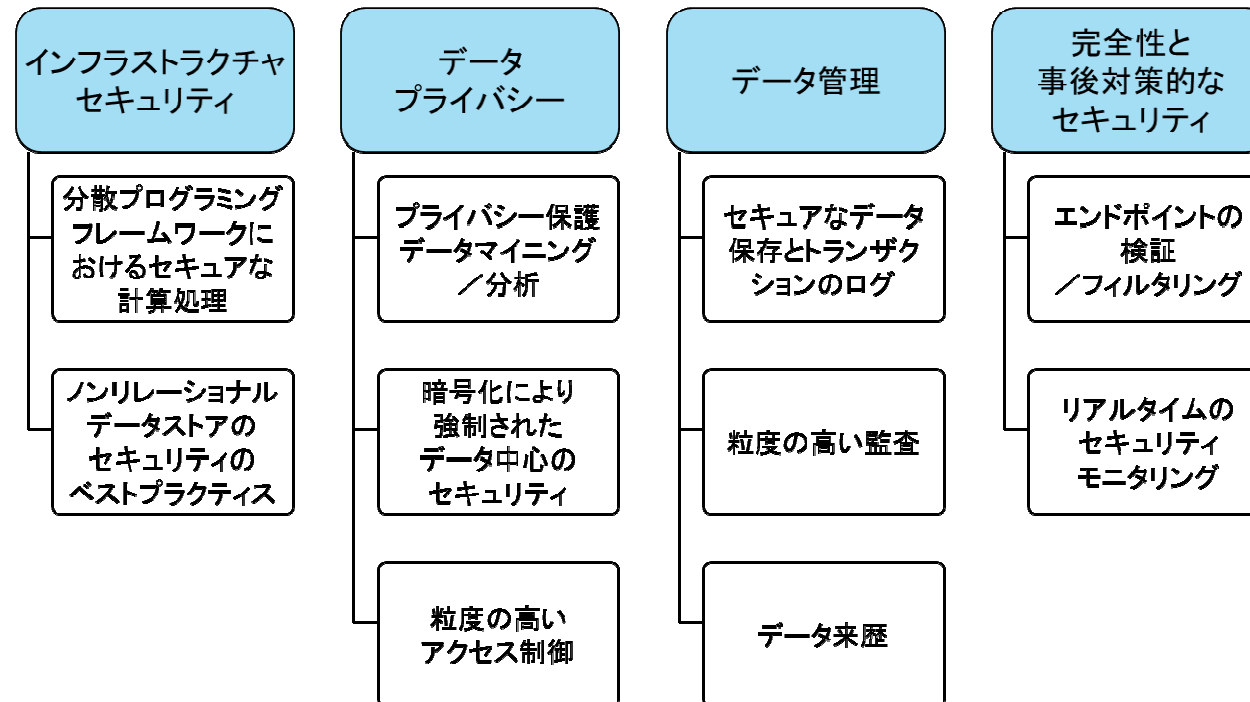 インフラストラクチャ
セキュリティ
分散プログラミング
フレームワークに
おけるセキュアな
計算処理
ノンリレーショナル
データストアの
セキュリティの
ベストプラクティス
データ
プライバシー
プライバシー保護
データマイニング
／分析
暗号化により
強制された
データ中心の
セキュリティ
粒度の高い
アクセス制御
データ管理
セキュアなデータ
保存とトランザク
ションのログ
粒度の高い監査
データ来歴
完全性と
事後対策的な
セキュリティ
エンドポイントの
検証
／フィルタリング
リアルタイムの
セキュリティ
モニタリング